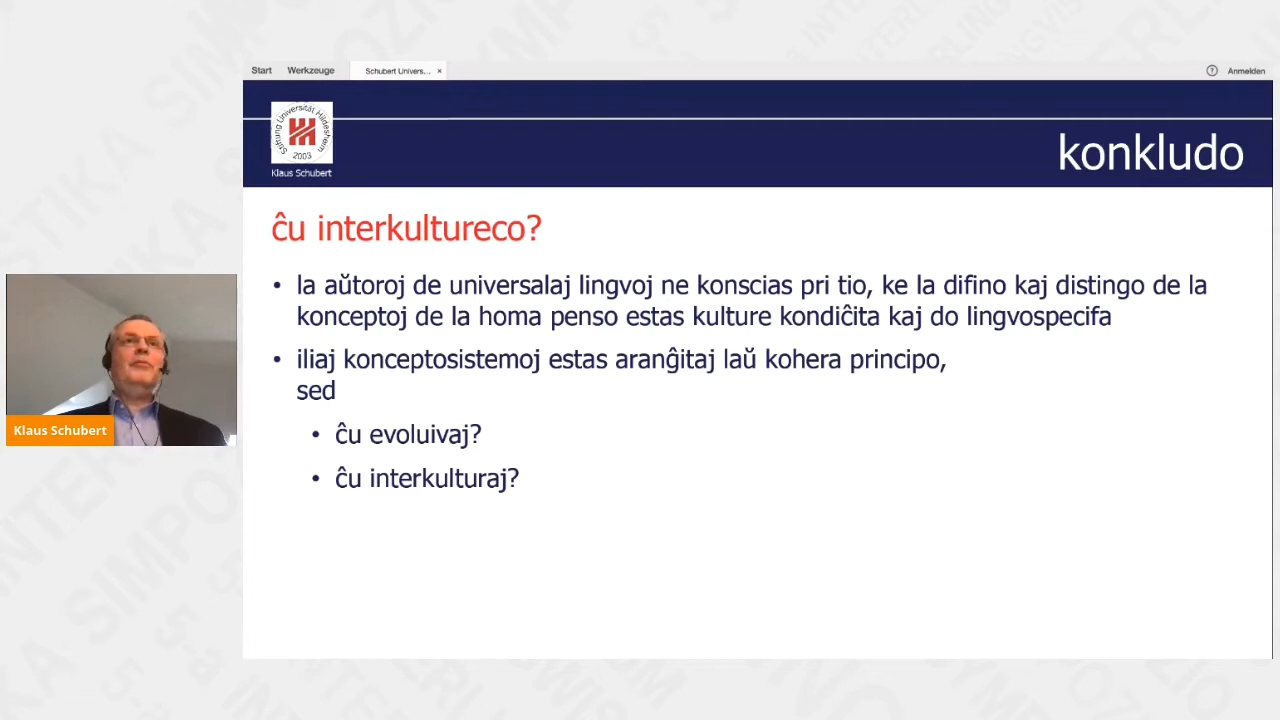 Start Werkzeuge Schubert Univers... × ? Anmelden
Stiftung Universität Hildesheim
2003
Klaus Schubert
konkludo
ĉu interkultureco?
• la aŭtoroj de universalaj lingvoj ne konscias pri tio, ke la difino kaj distingo de la
konceptoj de la homa penso estas kulture kondiĉita kaj do lingvospecifa
• iliaj konceptosistemoj estas aranĝitaj laŭ kohera principo,
sed
• ĉu evoluivaj?
• ĉu interkulturaj?
Klaus Schubert